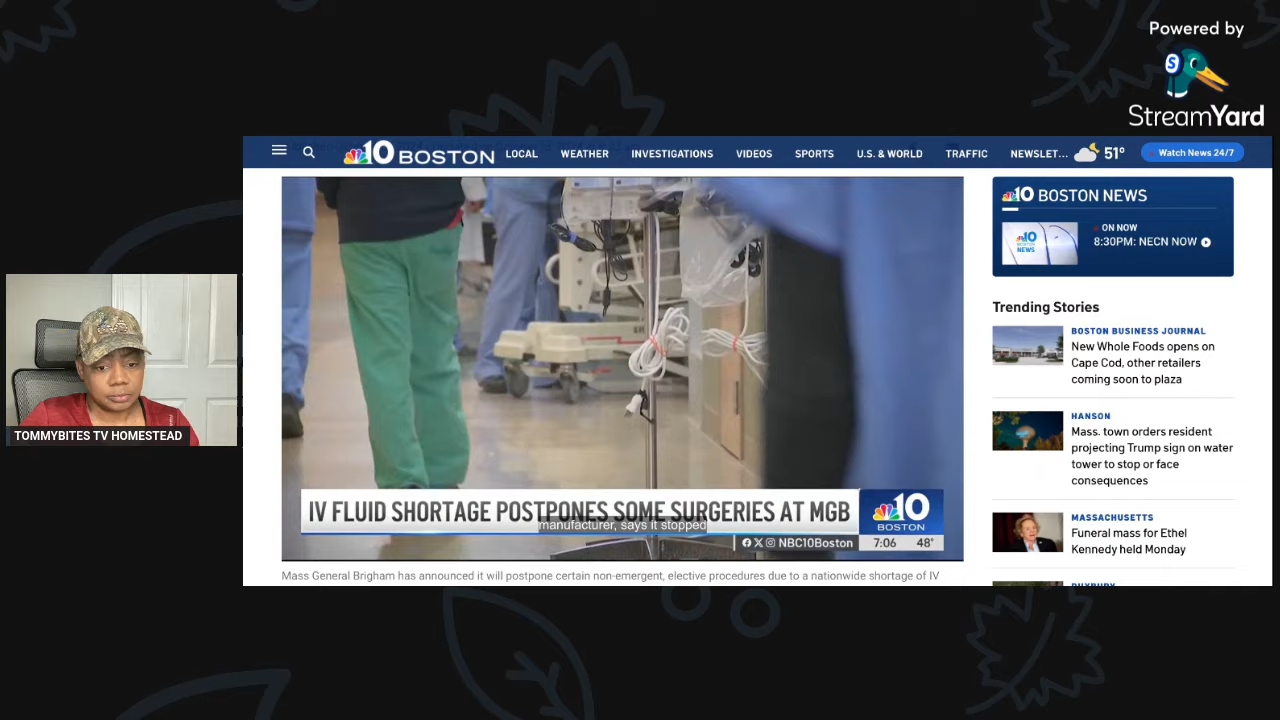 Powered by
S
StreamYard
10 BOSTON
LOCAL
WEATHER
INVESTIGATIONS
VIDEOS
SPORTS
U.S. & WORLD
TRAFFIC
NEWSLET...
51°
Watch News 24/7
IV FLUID SHORTAGE POSTPONES SOME SURGERIES AT MGB
manufacturer, says it stopped
10
BOSTON
NBC10Boston
7:06
48°
Mass General Brigham has announced it will postpone certain non-emergent, elective procedures due to a nationwide shortage of IV
10 BOSTON NEWS
10
BOSTON
NEWS
ON NOW
8:30PM: NECN NOW
Trending Stories
BOSTON BUSINESS JOURNAL
New Whole Foods opens on
Cape Cod, other retailers
coming soon to plaza
HANSON
Mass. town orders resident
projecting Trump sign on water
tower to stop or face
consequences
MASSACHUSETTS
Funeral mass for Ethel
Kennedy held Monday
DUXBURY
TOMMYBITES TV HOMESTEAD